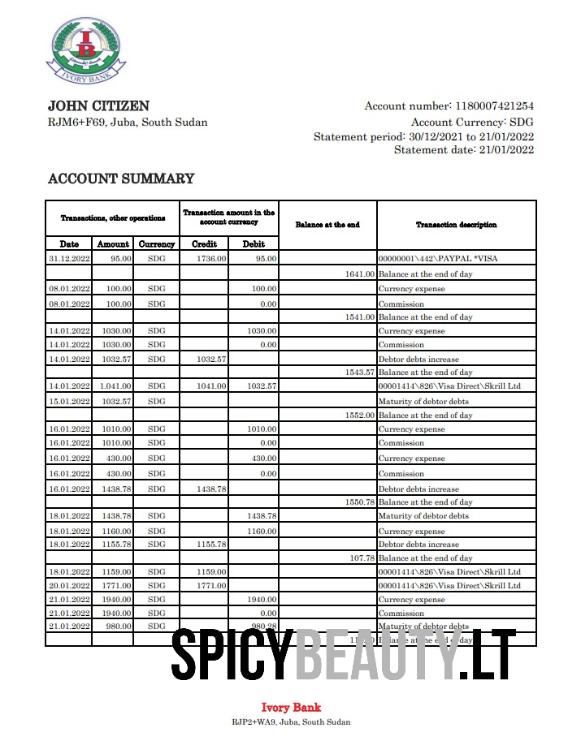 IB
IVORY BANK
JOHN CITIZEN
RJM6+F69, Juba, South Sudan
Account number: 1180007421254
Account Currency: SDG
Statement period: 30/12/2021 to 21/01/2022
Statement date: 21/01/2022
ACCOUNT SUMMARY
Transactions, other operations | Transaction amount in the account currency | Balance at the end | Transaction description
Date Amount Currency Credit Debit
31.12.2022 95.00 SDG 1736.00 95.00 00000001\442\PAYPAL *VISA
1641.00 Balance at the end of day
08.01.2022 100.00 SDG 100.00 Currency expense
08.01.2022 100.00 SDG 0.00 Commission
1541.00 Balance at the end of day
14.01.2022 1030.00 SDG 1030.00 Currency expense
14.01.2022 1030.00 SDG 0.00 Commission
14.01.2022 1032.57 SDG 1032.57 Debtor debts increase
1543.57 Balance at the end of day
14.01.2022 1.041.00 SDG 1041.00 1032.57 00001414\826\Visa Direct\Skrill Ltd
15.01.2022 1032.57 SDG Maturity of debtor debts
1552.00 Balance at the end of day
16.01.2022 1010.00 SDG 1010.00 Currency expense
16.01.2022 1010.00 SDG 0.00 Commission
16.01.2022 430.00 SDG 430.00 Currency expense
16.01.2022 430.00 SDG 0.00 Commission
16.01.2022 1438.78 SDG 1438.78 Debtor debts increase
1550.78 Balance at the end of day
18.01.2022 1438.78 SDG 1438.78 Maturity of debtor debts
18.01.2022 1160.00 SDG 1160.00 Currency expense
18.01.2022 1155.78 SDG 1155.78 Debtor debts increase
107.78 Balance at the end of day
18.01.2022 1159.00 SDG 1159.00 00001414\826\Visa Direct\Skrill Ltd
20.01.2022 1771.00 SDG 1771.00 00001414\826\Visa Direct\Skrill Ltd
21.01.2022 1940.00 SDG 1940.00 Currency expense
21.01.2022 1940.00 SDG 0.00 Commission
21.01.2022 980.00 SDG 980.28 Maturity of debtor debts
Balance at the end of day
SPICYBEAUTY.LT
Ivory Bank
RJP2+WA9, Juba, South Sudan